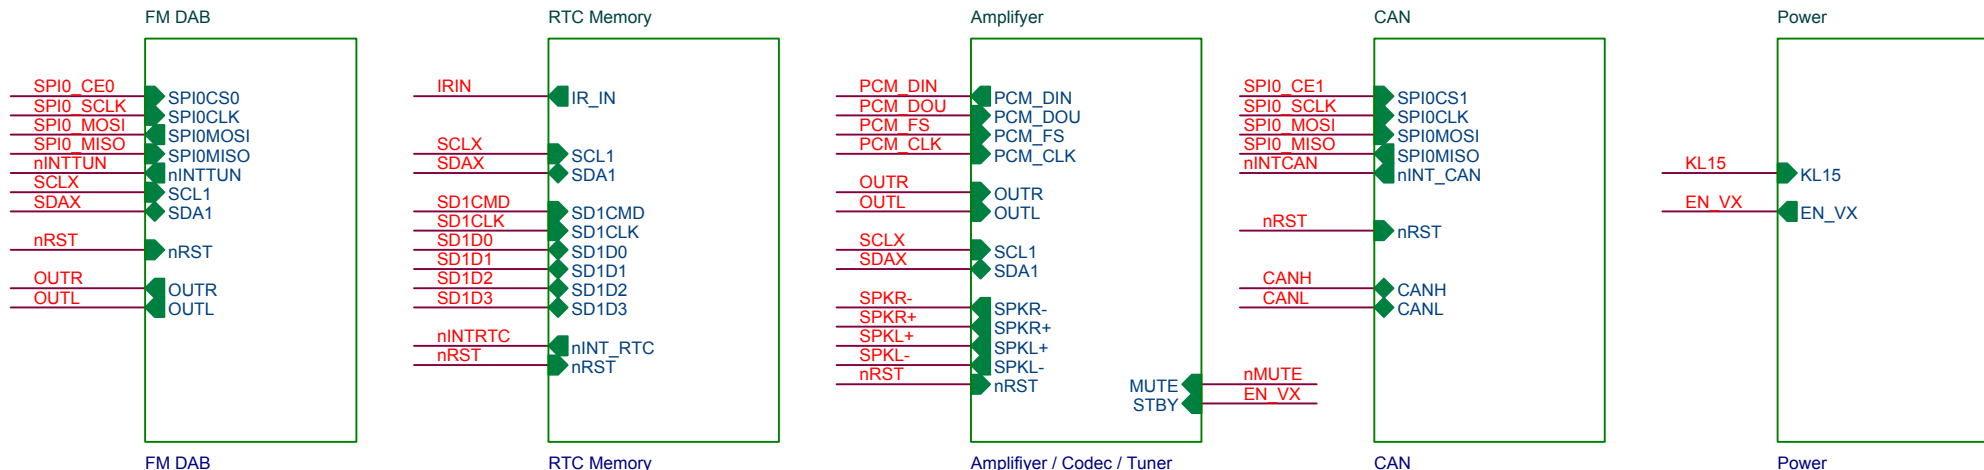 FM DAB
SPI0_CE0 SPI0CS0
SPI0_SCLK SPI0CLK
SPI0_MOSI SPI0MOSI
SPI0_MISO SPI0MISO
nINTTUN nINTTUN
SCLX SCL1
SDAX SDA1
nRST nRST
OUTR OUTR
OUTL OUTL
FM DAB
RTC Memory
IRIN IR_IN
SCLX SCL1
SDAX SDA1
SD1CMD SD1CMD
SD1CLK SD1CLK
SD1D0 SD1D0
SD1D1 SD1D1
SD1D2 SD1D2
SD1D3 SD1D3
nINTRTC nINT_RTC
nRST nRST
RTC Memory
Amplifyer
PCM_DIN PCM_DIN
PCM_DOU PCM_DOU
PCM_FS PCM_FS
PCM_CLK PCM_CLK
OUTR OUTR
OUTL OUTL
SCLX SCL1
SDAX SDA1
SPKR- SPKR-
SPKR+ SPKR+
SPKL+ SPKL+
SPKL- SPKL-
nRST nRST
MUTE nMUTE
STBY EN_VX
Amplifiyer / Codec / Tuner
CAN
SPI0_CE1 SPI0CS1
SPI0_SCLK SPI0CLK
SPI0_MOSI SPI0MOSI
SPI0_MISO SPI0MISO
nINTCAN nINT_CAN
nRST nRST
CANH CANH
CANL CANL
CAN
Power
KL15 KL15
EN_VX EN_VX
Power